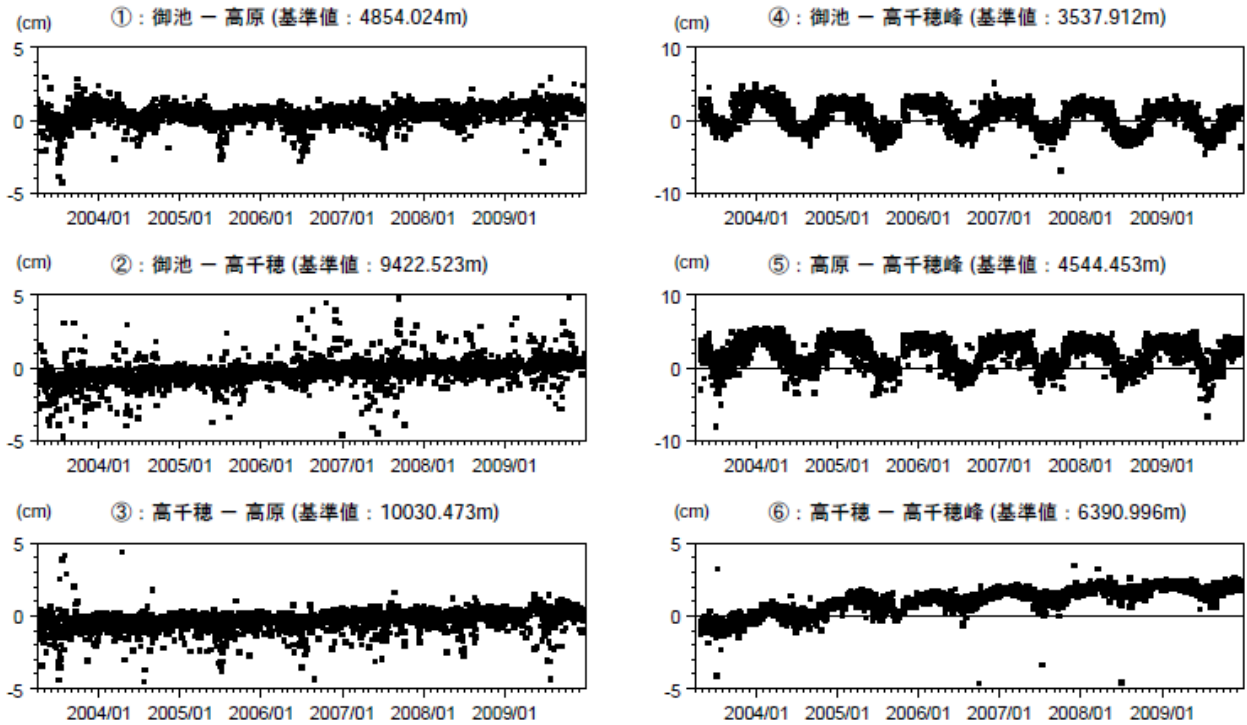 (cm) ①：御池 － 高原 (基準値：4854.024m)
5
0
-5
2004/01 2005/01 2006/01 2007/01 2008/01 2009/01
(cm) ②：御池 － 高千穂 (基準値：9422.523m)
5
0
-5
2004/01 2005/01 2006/01 2007/01 2008/01 2009/01
(cm) ③：高千穂 － 高原 (基準値：10030.473m)
5
0
-5
2004/01 2005/01 2006/01 2007/01 2008/01 2009/01
(cm) ④：御池 － 高千穂峰 (基準値：3537.912m)
10
0
-10
2004/01 2005/01 2006/01 2007/01 2008/01 2009/01
(cm) ⑤：高原 － 高千穂峰 (基準値：4544.453m)
10
0
-10
2004/01 2005/01 2006/01 2007/01 2008/01 2009/01
(cm) ⑥：高千穂 － 高千穂峰 (基準値：6390.996m)
5
0
-5
2004/01 2005/01 2006/01 2007/01 2008/01 2009/01